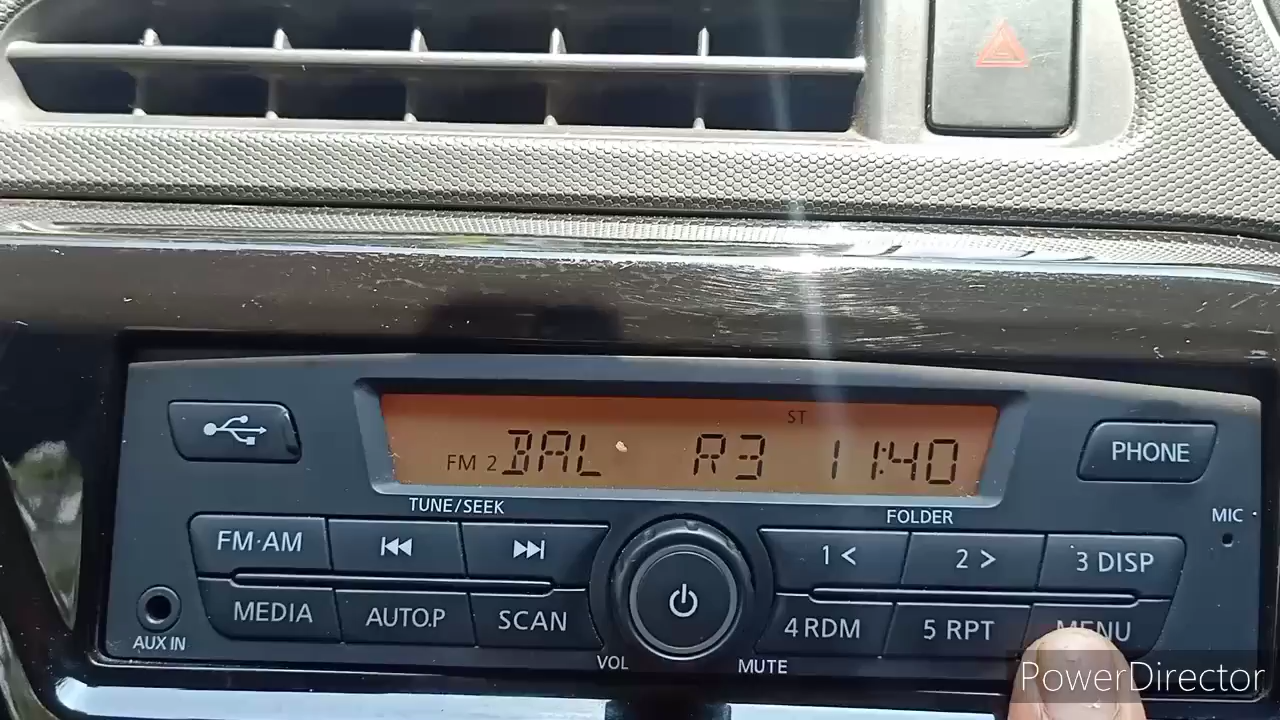 ST
FM 2 BAL R3 11:40
PHONE
TUNE/SEEK
FOLDER
MIC
FM·AM
1 <
2 >
3 DISP
MEDIA
AUTO.P
SCAN
4 RDM
5 RPT
MENU
AUX IN
VOL
MUTE
PowerDirector